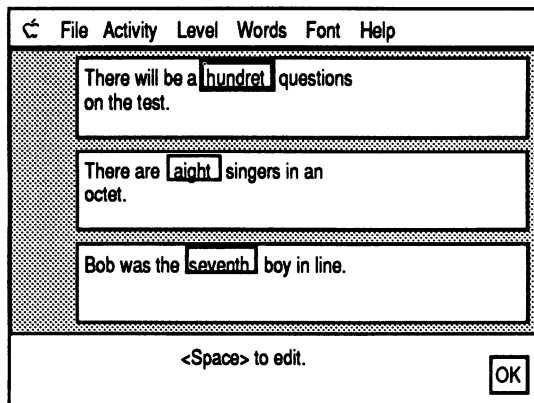 File Activity Level Words Font Help
There will be a hundret questions
on the test.
There are aight singers in an
octet.
Bob was the seventh boy in line.
<Space> to edit.
OK